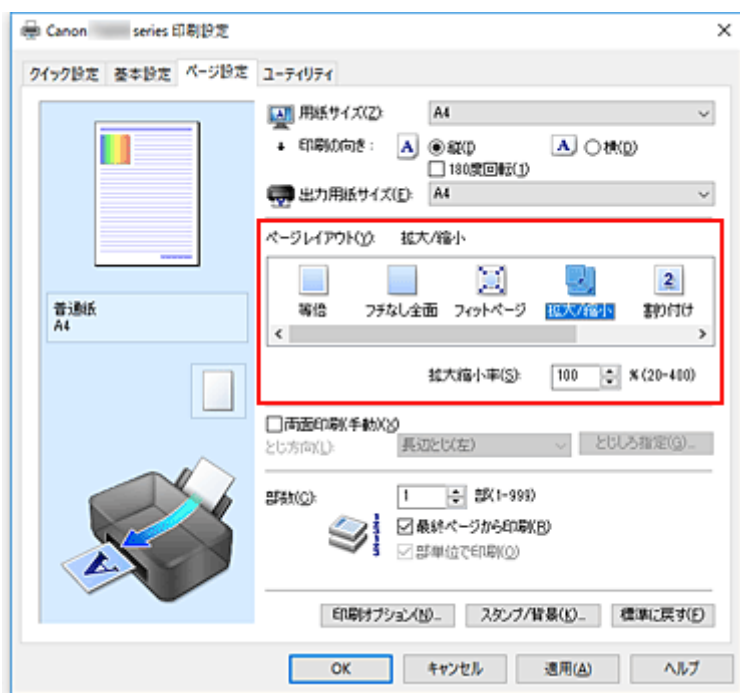 Canon series 印刷設定
クイック設定 基本設定 ページ設定 ユーティリティ
用紙サイズ(Z): A4
印刷の向き: A 縦(I) A 横(D)
180度回転(1)
出力用紙サイズ(E): A4
ページレイアウト(Y): 拡大/縮小
等倍 フチなし全面 フィットページ 拡大/縮小 割り付け
拡大縮小率(S): 100 % (20-400)
普通紙
A4
両面印刷(手動)(X)
とじ方向(L): 長辺とじ(左) とじしろ指定(G)...
部数(C): 1 部(1-999)
最終ページから印刷(R)
部単位で印刷(O)
印刷オプション(N)... スタンプ/背景(K)... 標準に戻す(F)
OK キャンセル 適用(A) ヘルプ